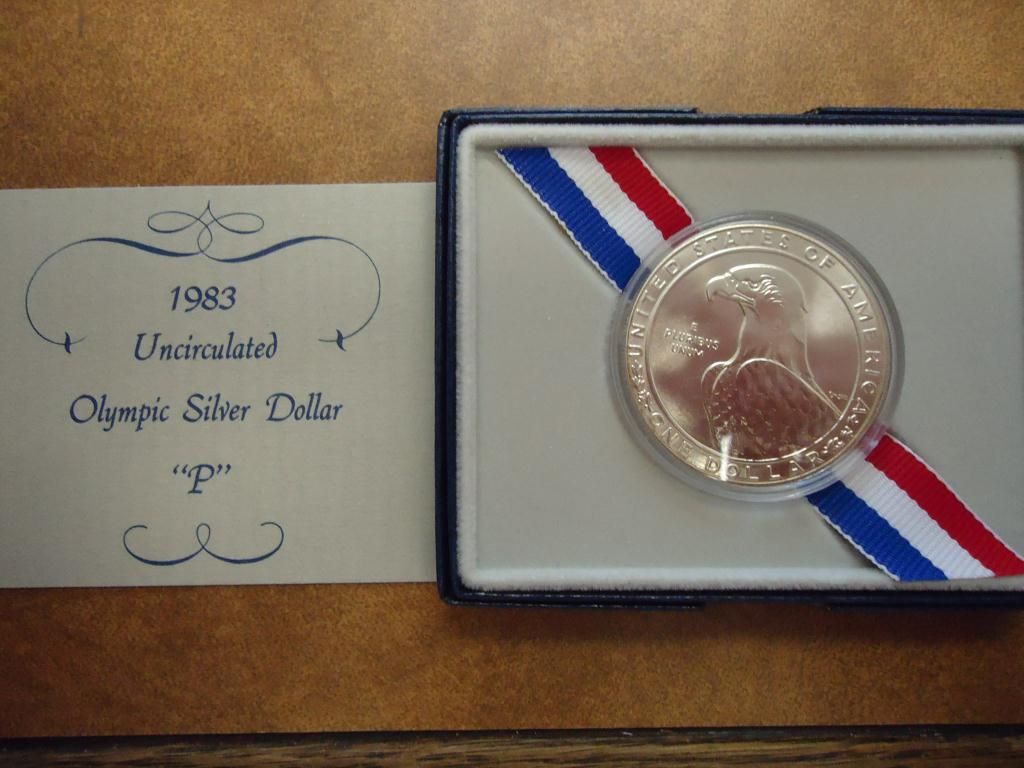 1983
Uncirculated
Olympic Silver Dollar
“P”
UNITED STATES OF AMERICA
E
PLURIBUS
UNUM
ONE DOLLAR